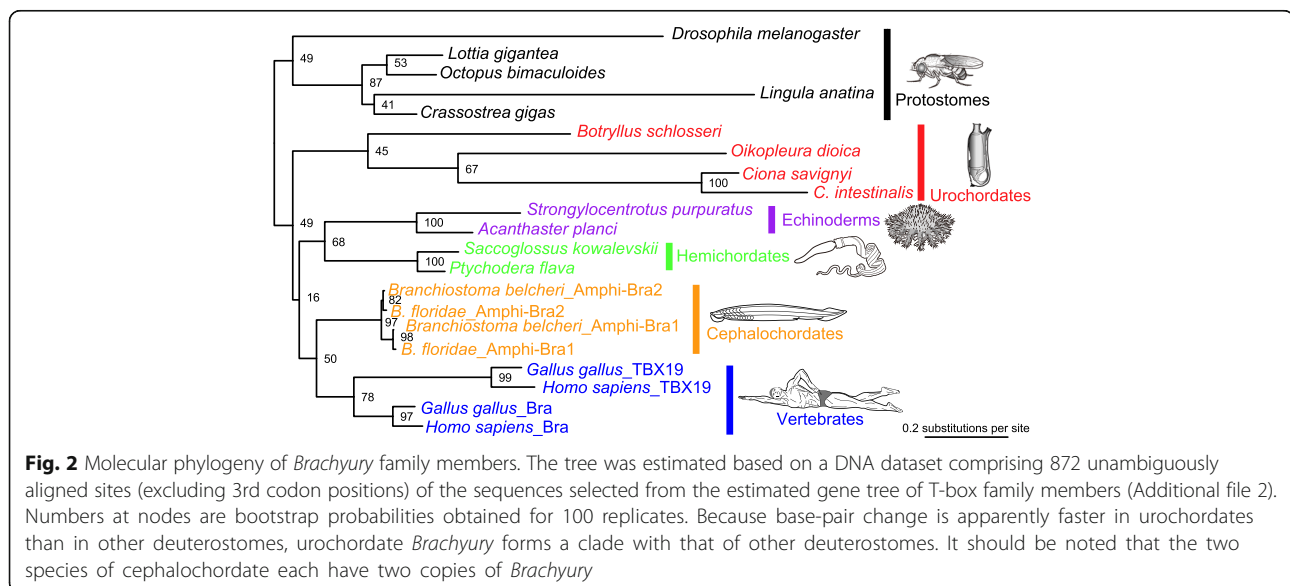 Drosophila melanogaster
49
Lottia gigantea
53
Octopus bimaculoides
87
Lingula anatina
41
Crassostrea gigas
Protostomes
Botryllus schlosseri
45
Oikopleura dioica
67
Ciona savignyi
100
C. intestinalis
Urochordates
Strongylocentrotus purpuratus
100
Acanthaster planci
Echinoderms
49
68
Saccoglossus kowalevskii
100
Ptychodera flava
Hemichordates
16
Branchiostoma belcheri_Amphi-Bra2
82
B. floridae_Amphi-Bra2
97
Branchiostoma belcheri_Amphi-Bra1
98
B. floridae_Amphi-Bra1
Cephalochordates
50
Gallus gallus_TBX19
99
Homo sapiens_TBX19
78
Gallus gallus_Bra
97
Homo sapiens_Bra
Vertebrates
0.2 substitutions per site
Fig. 2 Molecular phylogeny of Brachyury family members. The tree was estimated based on a DNA dataset comprising 872 unambiguously
aligned sites (excluding 3rd codon positions) of the sequences selected from the estimated gene tree of T-box family members (Additional file 2).
Numbers at nodes are bootstrap probabilities obtained for 100 replicates. Because base-pair change is apparently faster in urochordates
than in other deuterostomes, urochordate Brachyury forms a clade with that of other deuterostomes. It should be noted that the two
species of cephalochordate each have two copies of Brachyury